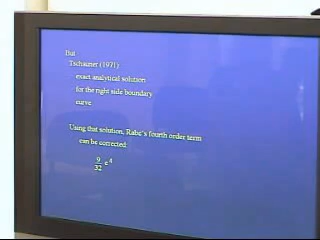 But
Tschauner (1971)
exact analytical solution
for the right side boundary
curve
Using that solution, Rabe's fourth order term
can be corrected:
9/32 e^4